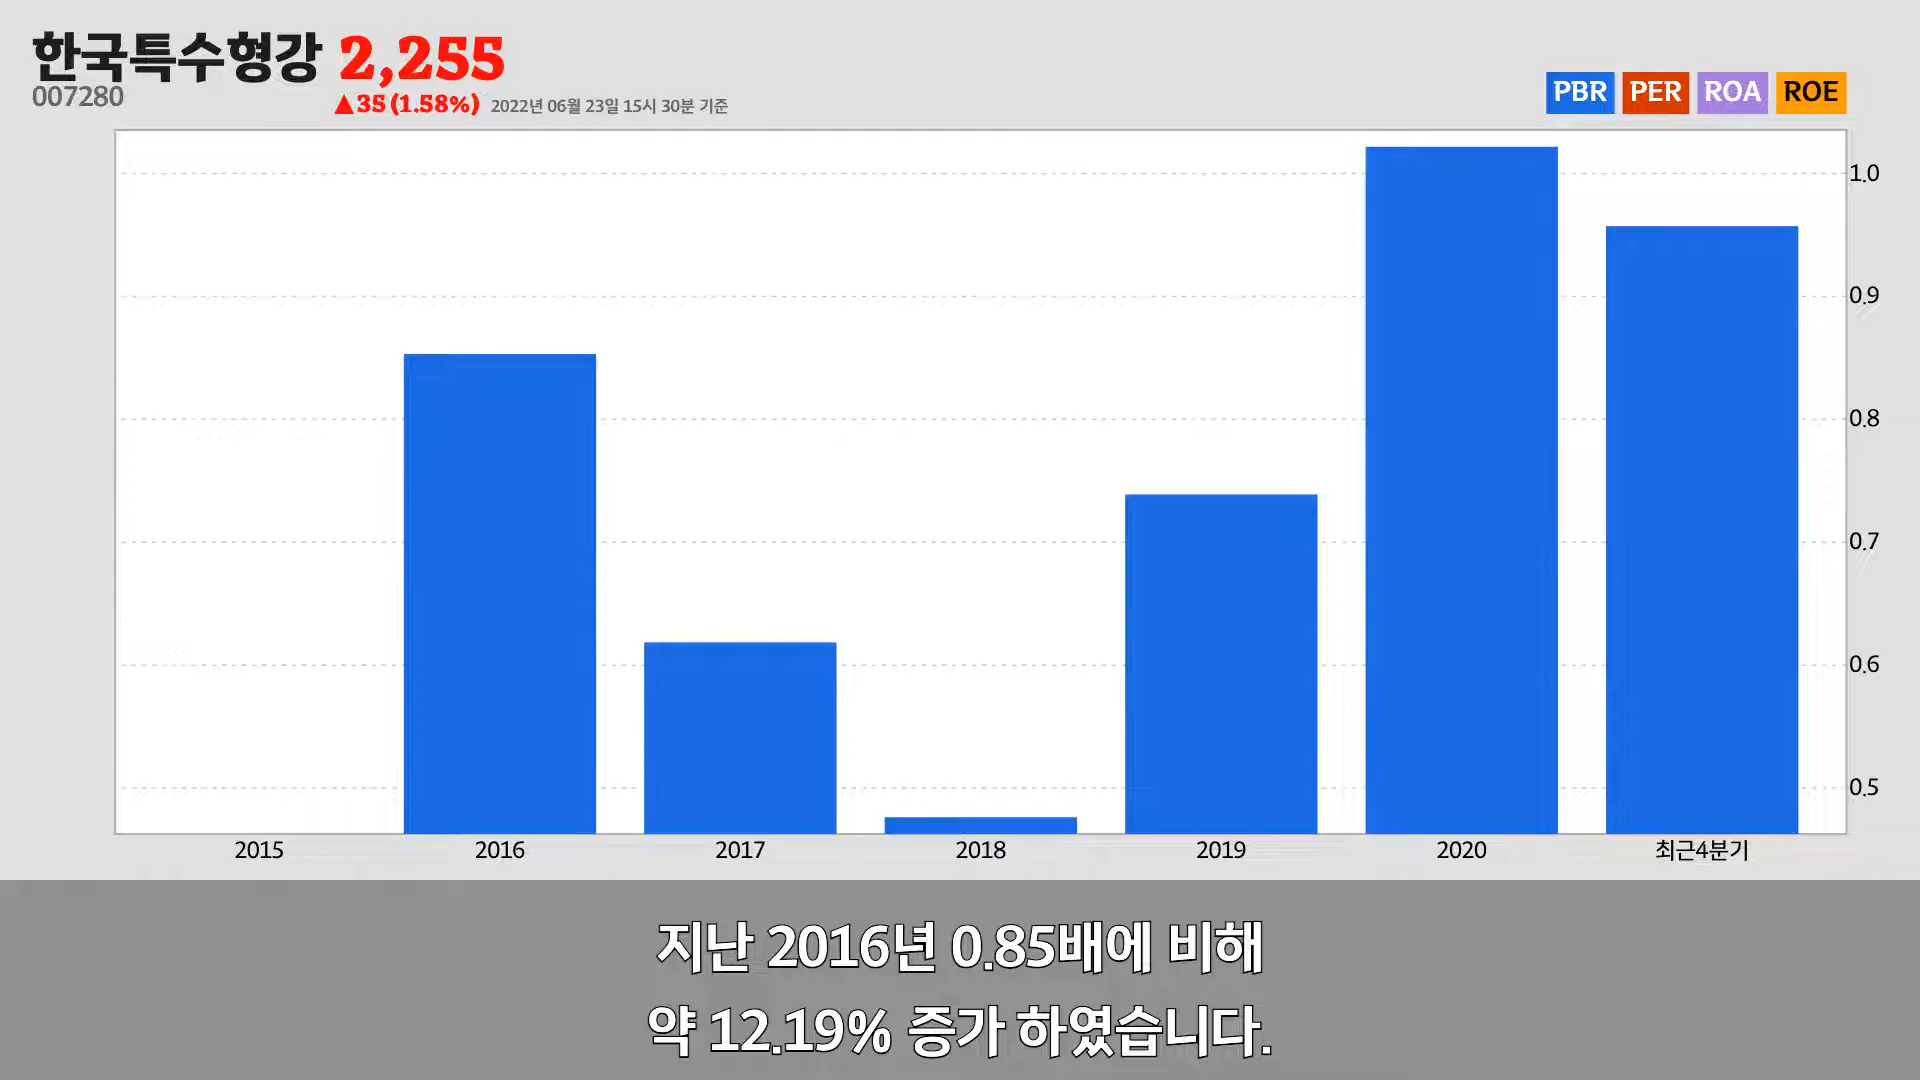 한국특수형강 2,255
007280
▲35 (1.58%) 2022년 06월 23일 15시 30분 기준
PBR PER ROA ROE
1.0
0.9
0.8
0.7
0.6
0.5
2015 2016 2017 2018 2019 2020 최근4분기
지난 2016년 0.85배에 비해
약 12.19% 증가 하였습니다.